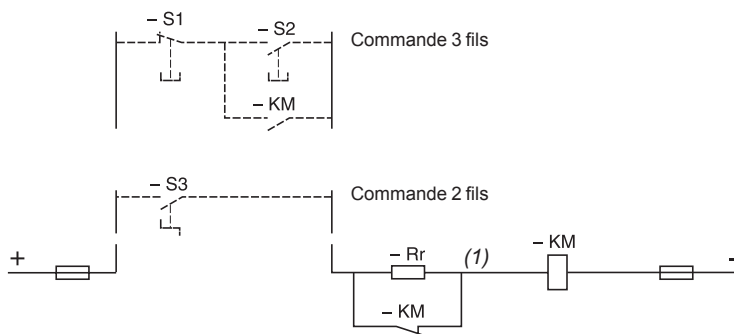 – S1
– S2
Commande 3 fils
– KM
– S3
Commande 2 fils
+
– Rr
(1)
– KM
-
– KM